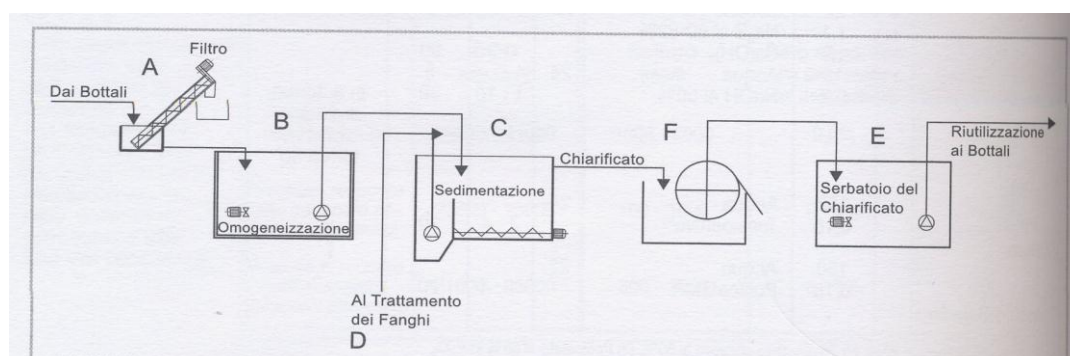 A
Filtro
Dai Bottali
B
C
F
E
Riutilizzazione
ai Bottali
Chiarificato
Sedimentazione
Serbatoio del
Chiarificato
Omogeneizzazione
Al Trattamento
dei Fanghi
D